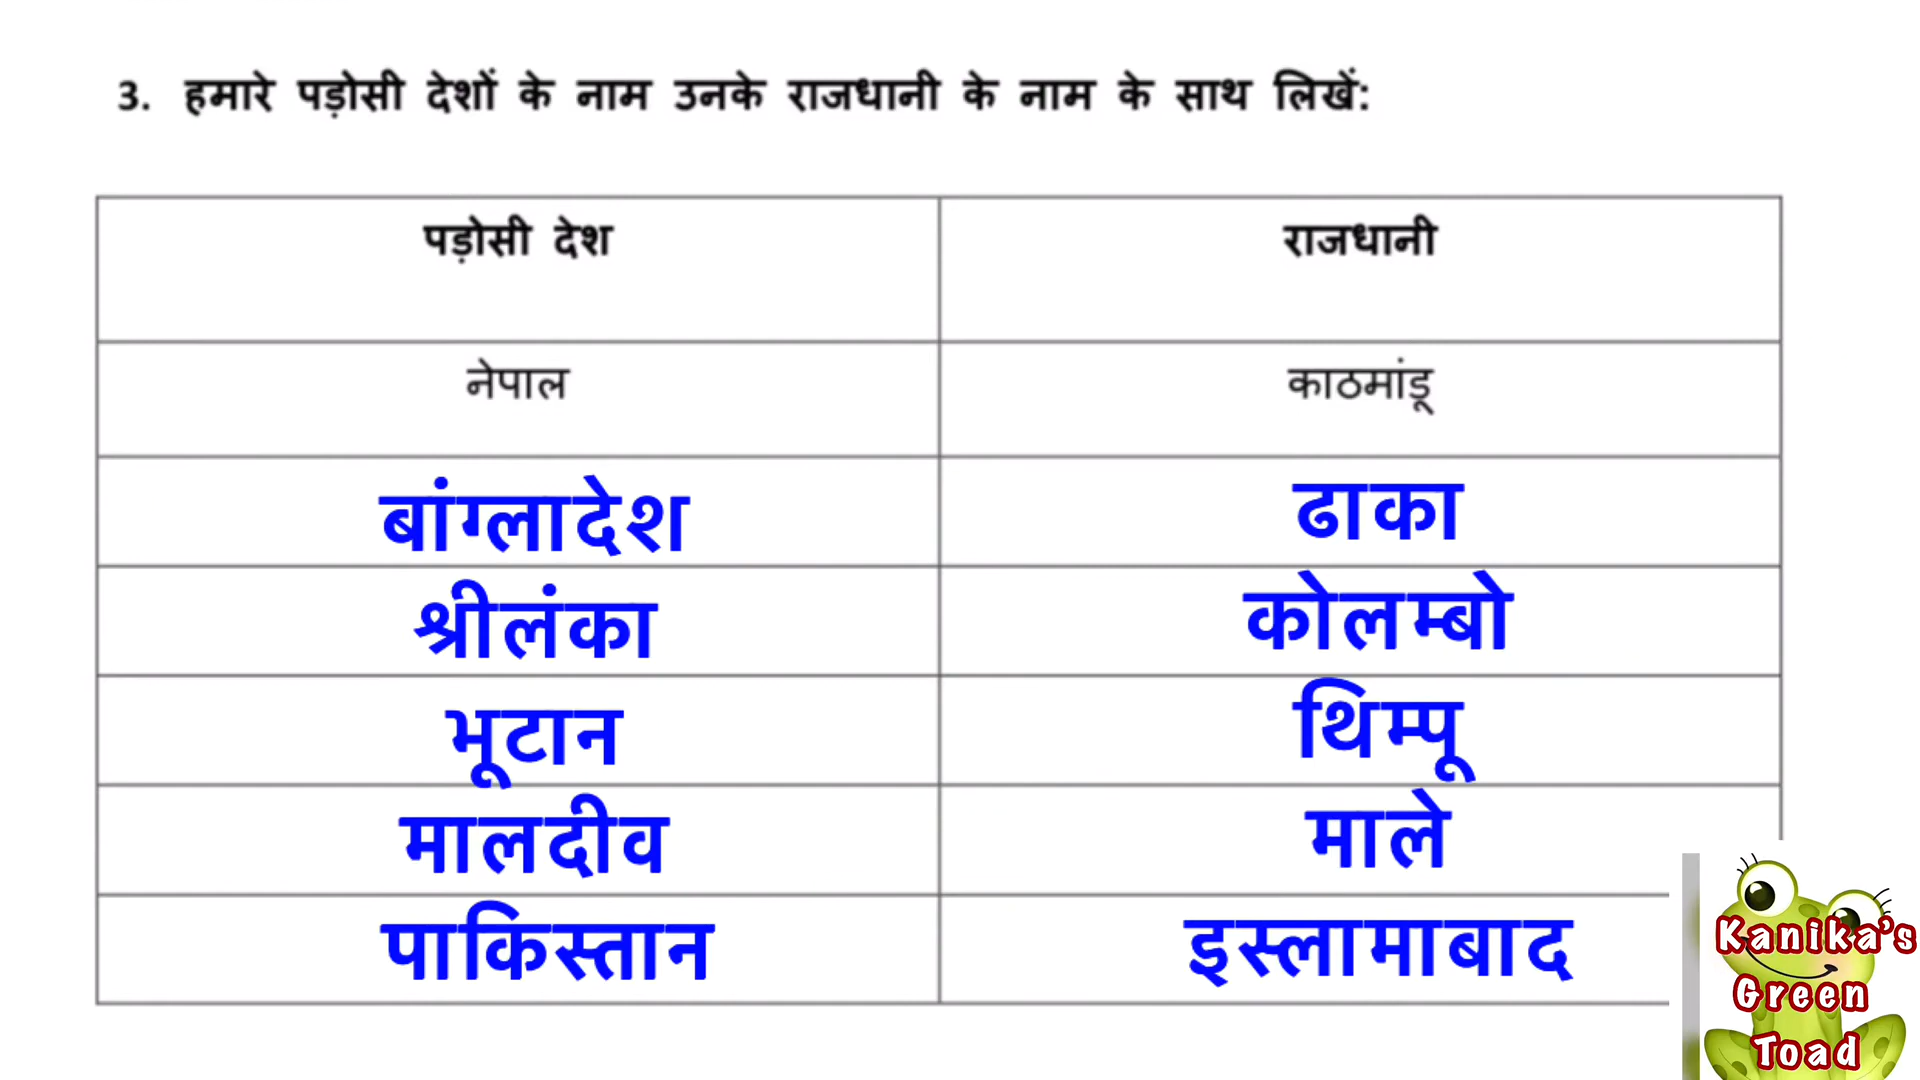 3. हमारे पड़ोसी देशों के नाम उनके राजधानी के नाम के साथ लिखें:
पड़ोसी देश राजधानी
नेपाल काठमांडू
बांग्लादेश ढाका
श्रीलंका कोलम्बो
भूटान थिम्पू
मालदीव माले
पाकिस्तान इस्लामाबाद
Kanika's
Green
Toad